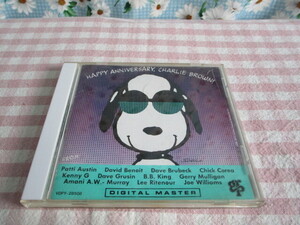 HAPPY ANNIVERSARY, CHARLIE BROWN!
Patti Austin David Benoit Dave Brubeck Chick Corea
Kenny G Dave Grusin B.B. King Gerry Mulligan
Amani A.W.-Murray Lee Ritenour Joe Williams
DIGITAL MASTER
GRP